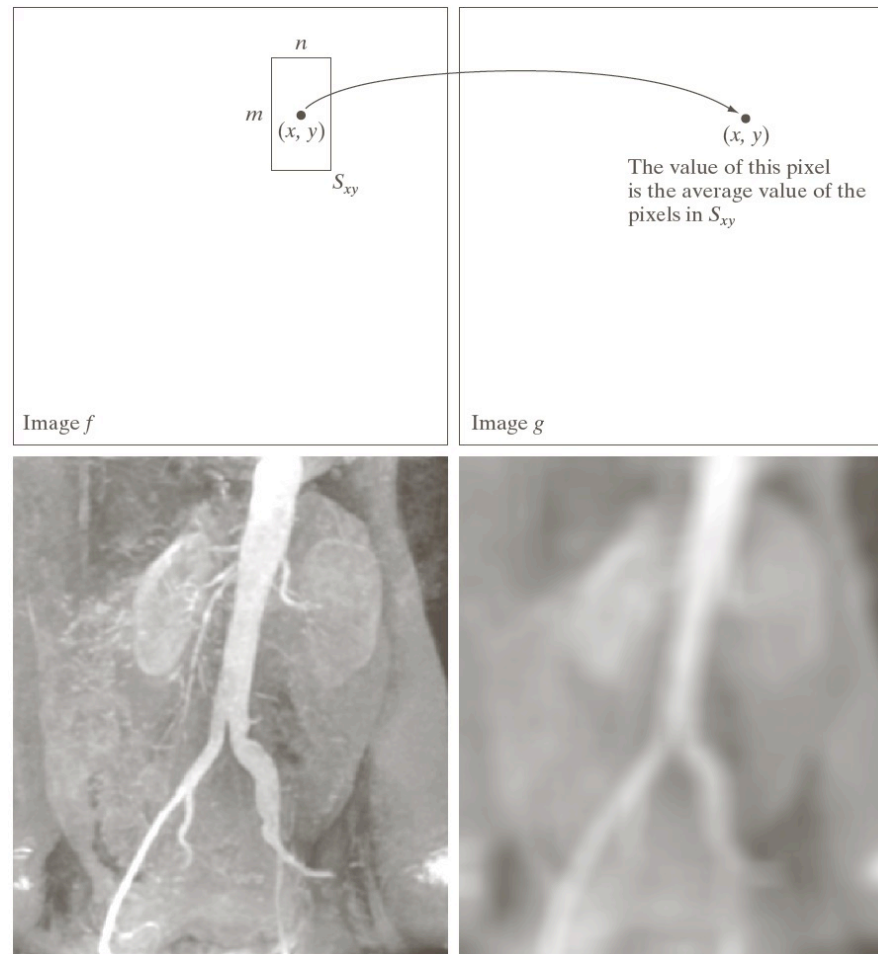 n
m
(x, y)
S_xy
Image f
(x, y)
The value of this pixel
is the average value of the
pixels in S_xy
Image g